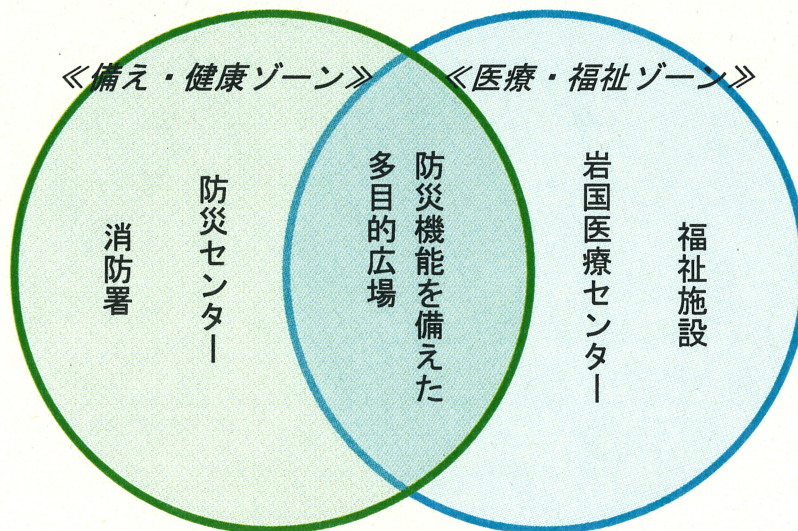 ≪備え・健康ゾーン≫
≪医療・福祉ゾーン≫
消防署
防災センター
防災機能を備えた
多目的広場
岩国医療センター
福祉施設